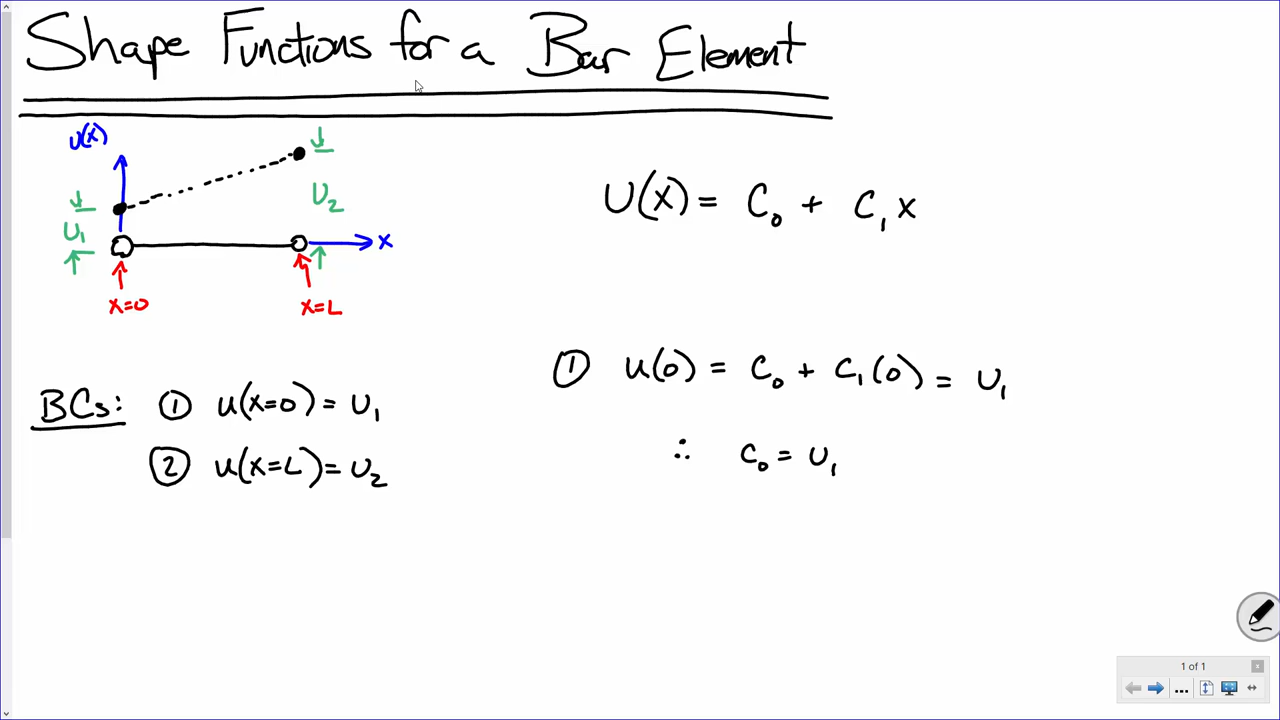 Shape Functions for a Bar Element
u(x)
U₁
U₂
x
x=0
x=L
U(x) = C₀ + C₁x
BCs: ① u(x=0) = U₁
② u(x=L) = U₂
① u(0) = C₀ + C₁(0) = U₁
∴ C₀ = U₁
1 of 1
...